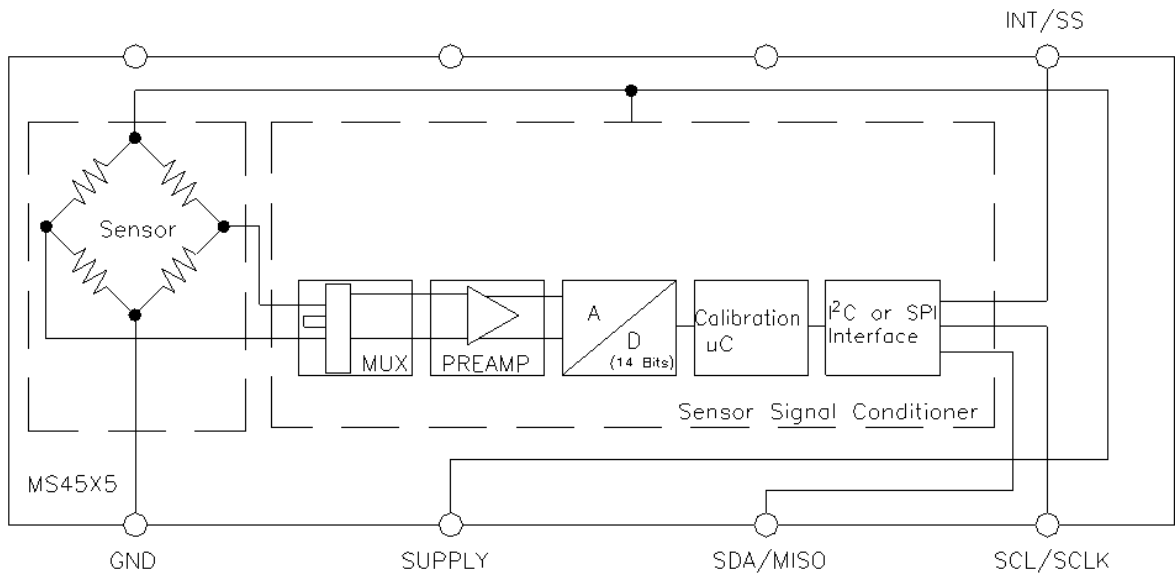 INT/SS
Sensor
MUX
PREAMP
A
D
(14 Bits)
Calibration
uC
I²C or SPI
Interface
Sensor Signal Conditioner
MS45X5
GND
SUPPLY
SDA/MISO
SCL/SCLK